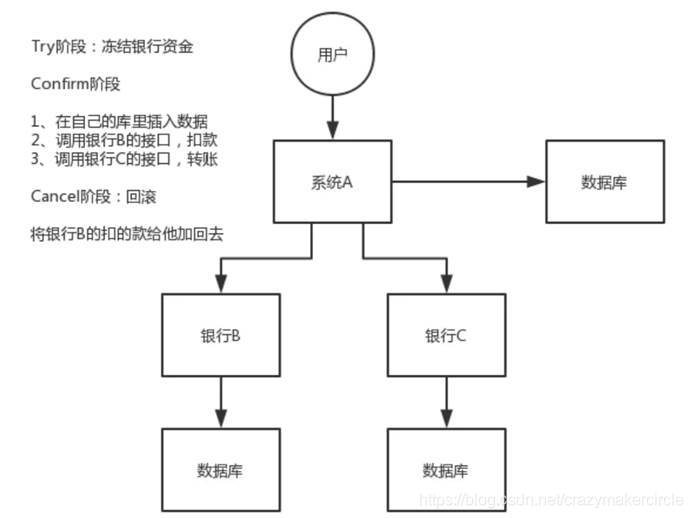 Try阶段：冻结银行资金
Confirm阶段
1、在自己的库里插入数据
2、调用银行B的接口，扣款
3、调用银行C的接口，转账
Cancel阶段：回滚
将银行B的扣的款给他加回去
用户
系统A
数据库
银行B
银行C
数据库
数据库
https://blog.csdn.net/crazymakercircle